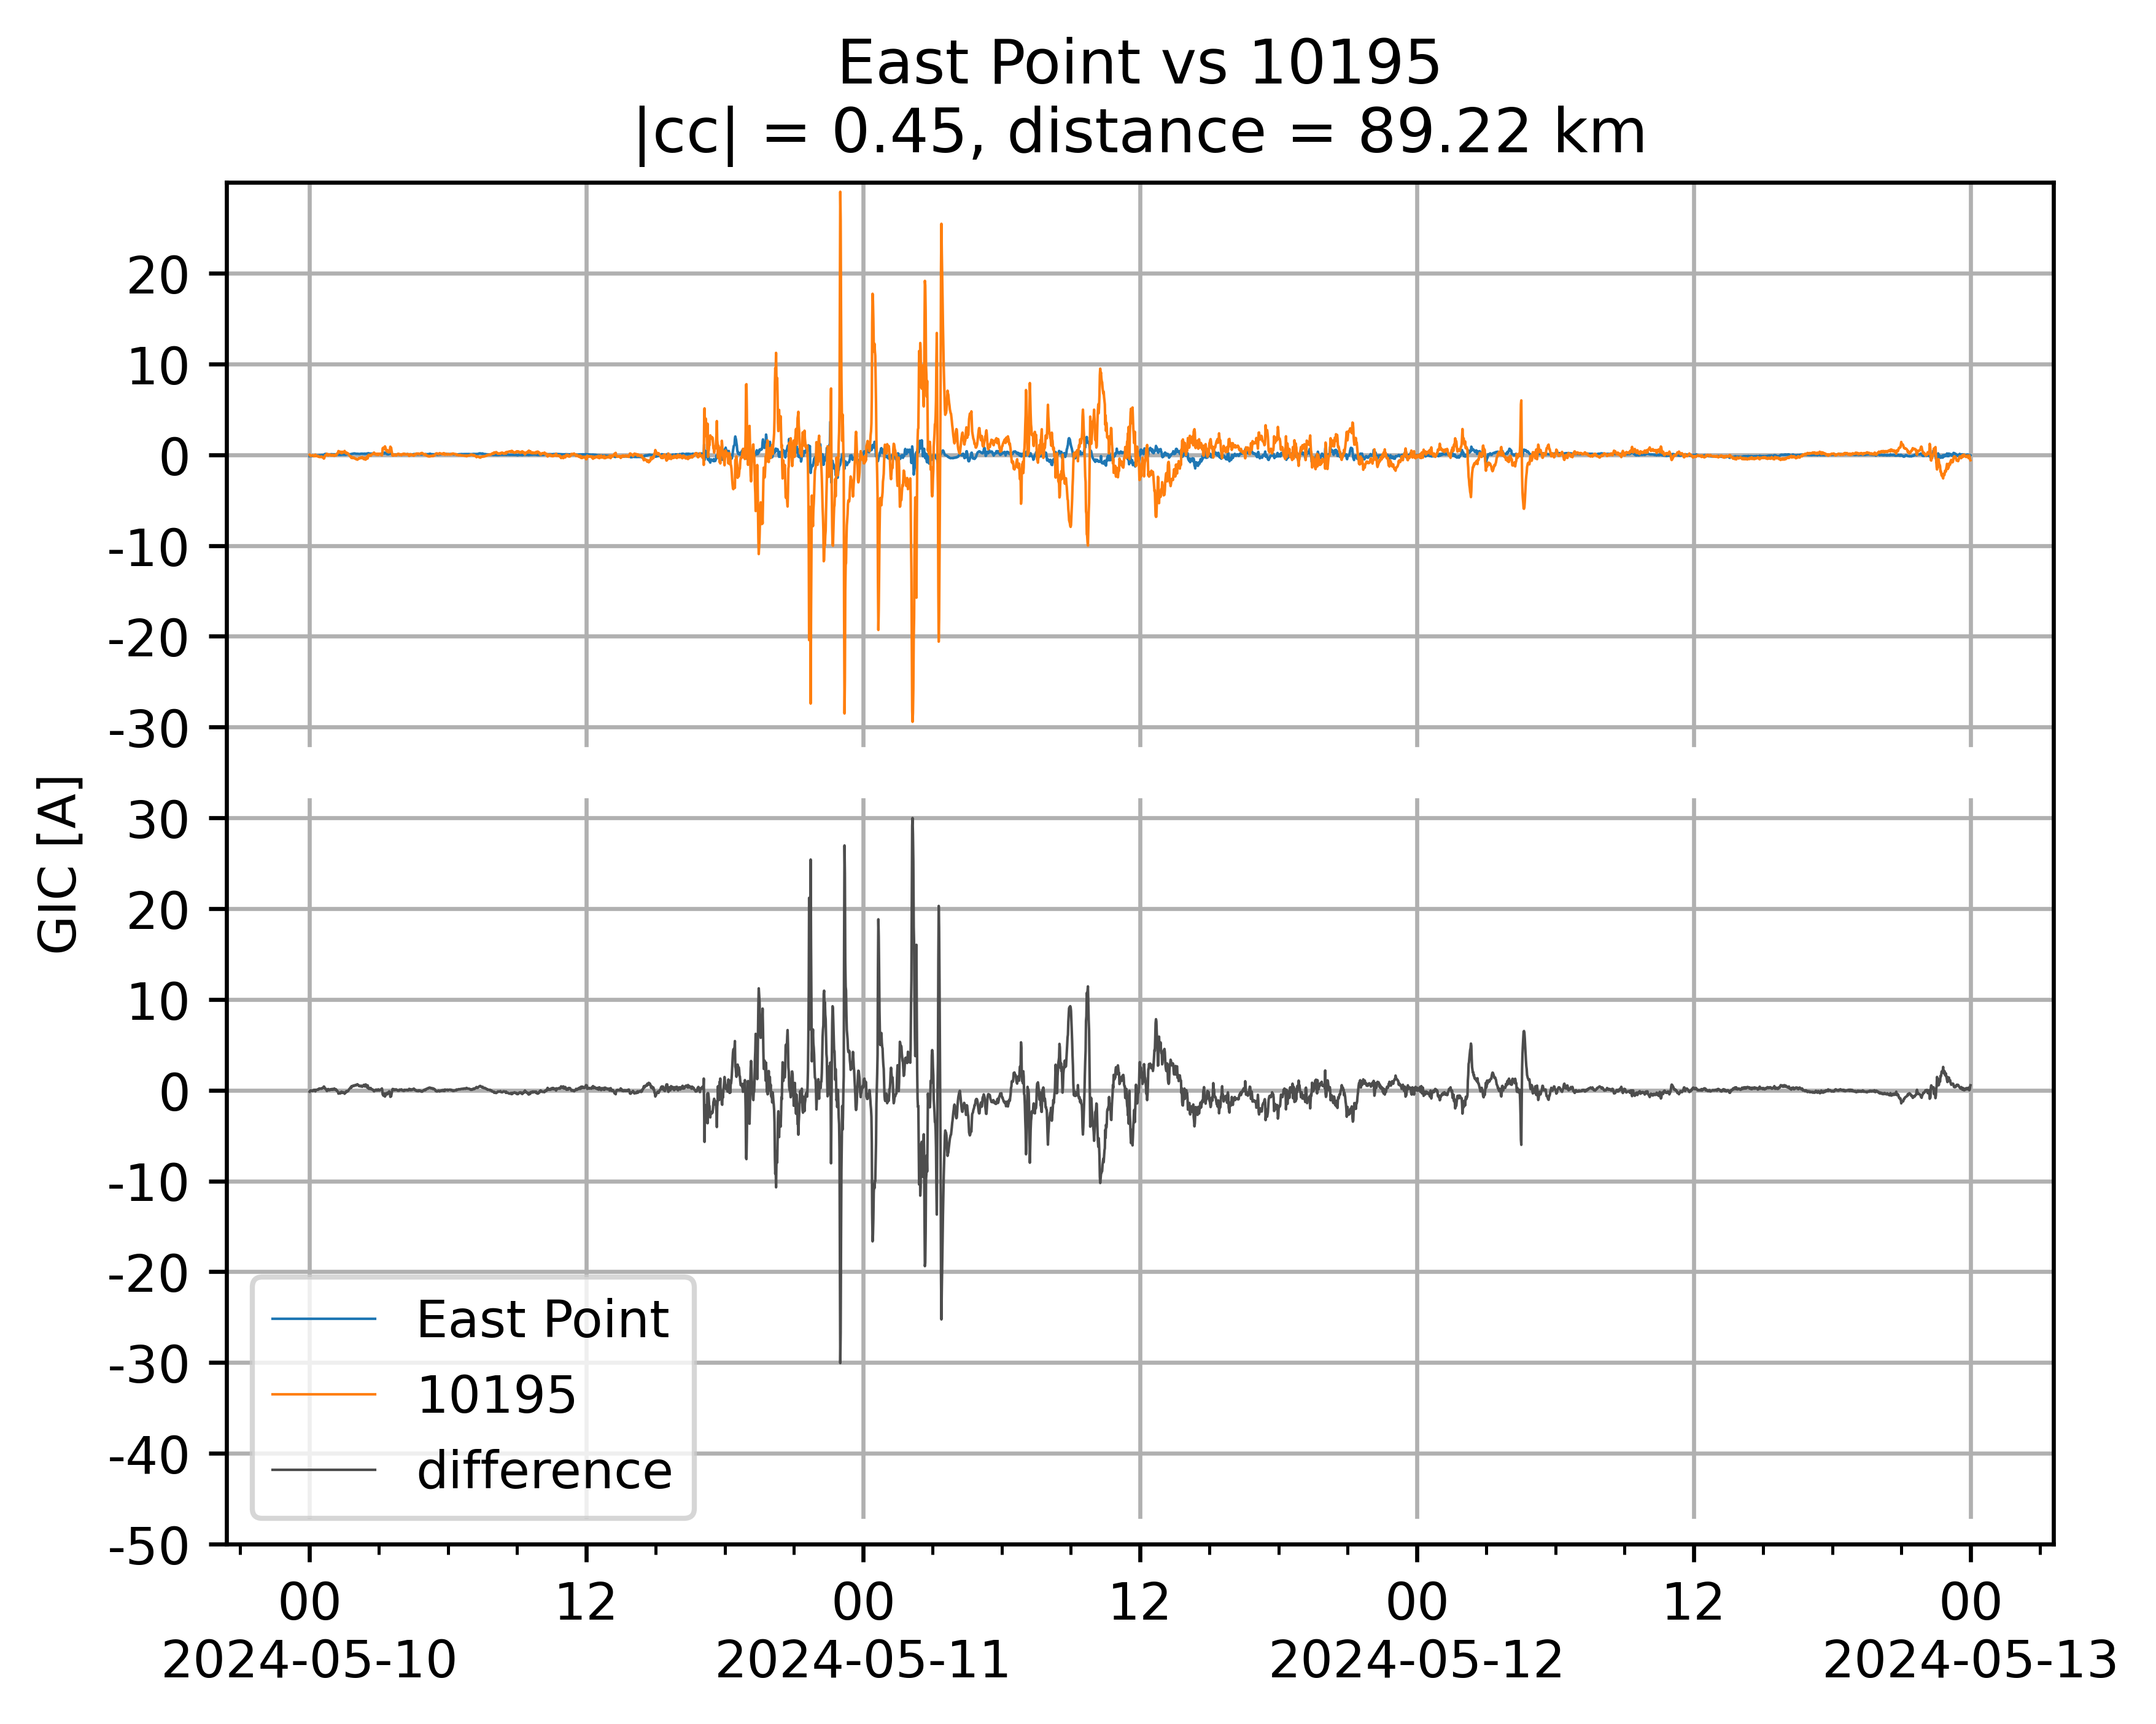 East Point vs 10195
|cc| = 0.45, distance = 89.22 km
GIC [A]
20
10
0
-10
-20
-30
30
20
10
0
-10
-20
-30
-40
-50
East Point
10195
difference
00 12 00 12 00 12 00
2024-05-10 2024-05-11 2024-05-12 2024-05-13